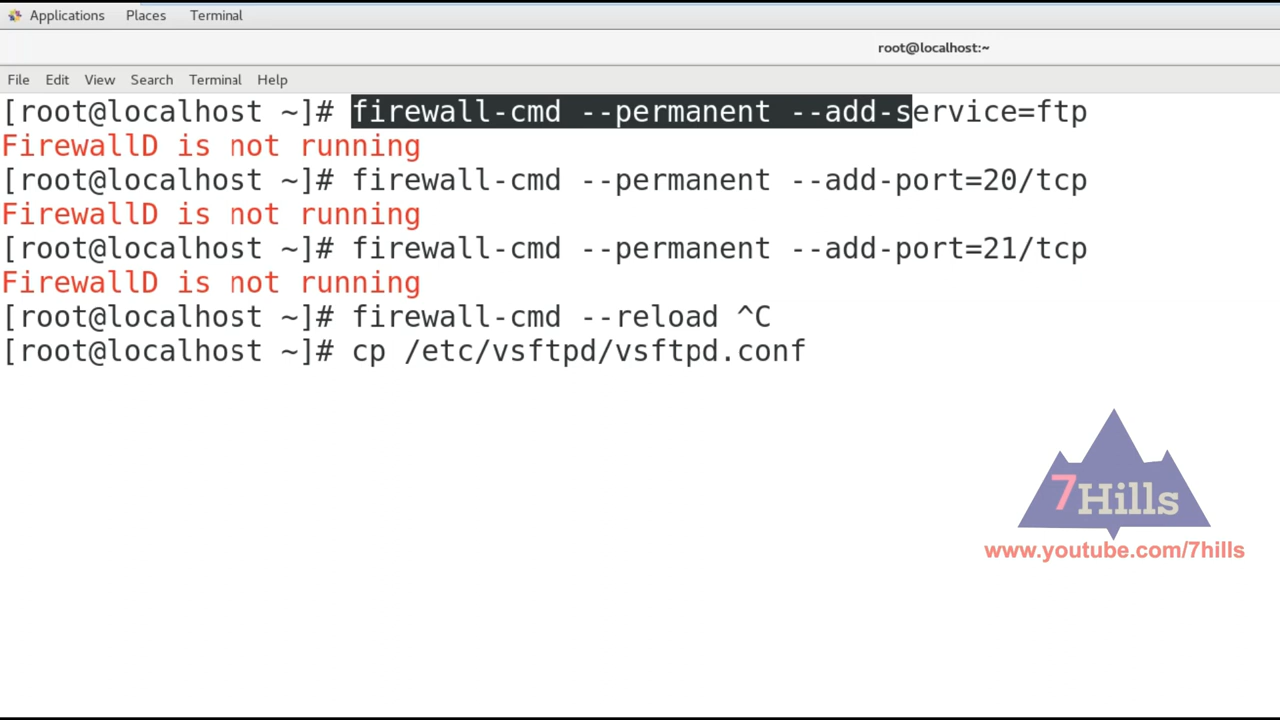 Applications Places Terminal
root@localhost:~
File Edit View Search Terminal Help
[root@localhost ~]# firewall-cmd --permanent --add-service=ftp
FirewallD is not running
[root@localhost ~]# firewall-cmd --permanent --add-port=20/tcp
FirewallD is not running
[root@localhost ~]# firewall-cmd --permanent --add-port=21/tcp
FirewallD is not running
[root@localhost ~]# firewall-cmd --reload ^C
[root@localhost ~]# cp /etc/vsftpd/vsftpd.conf
7Hills
www.youtube.com/7hills